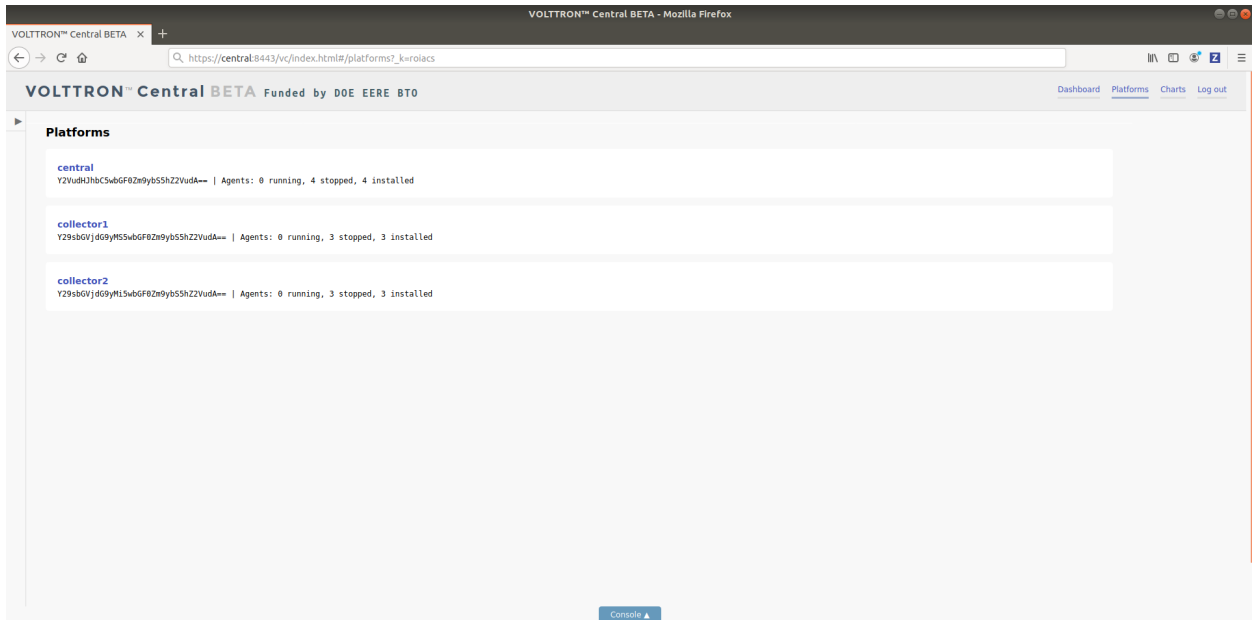 VOLTTRON™ Central BETA - Mozilla Firefox
VOLTTRON™ Central BETA
https://central:8443/vc/index.html#/platforms?_k=roiacs
VOLTTRON™ Central BETA Funded by DOE EERE BTO
Dashboard Platforms Charts Log out
Platforms
central
Y2VudHJhbC5wbGF0Zm9ybS5hZ2VudA== | Agents: 0 running, 4 stopped, 4 installed
collector1
Y29sbGVjdG9yMS5wbGF0Zm9ybS5hZ2VudA== | Agents: 0 running, 3 stopped, 3 installed
collector2
Y29sbGVjdG9yMi5wbGF0Zm9ybS5hZ2VudA== | Agents: 0 running, 3 stopped, 3 installed
Console ▲